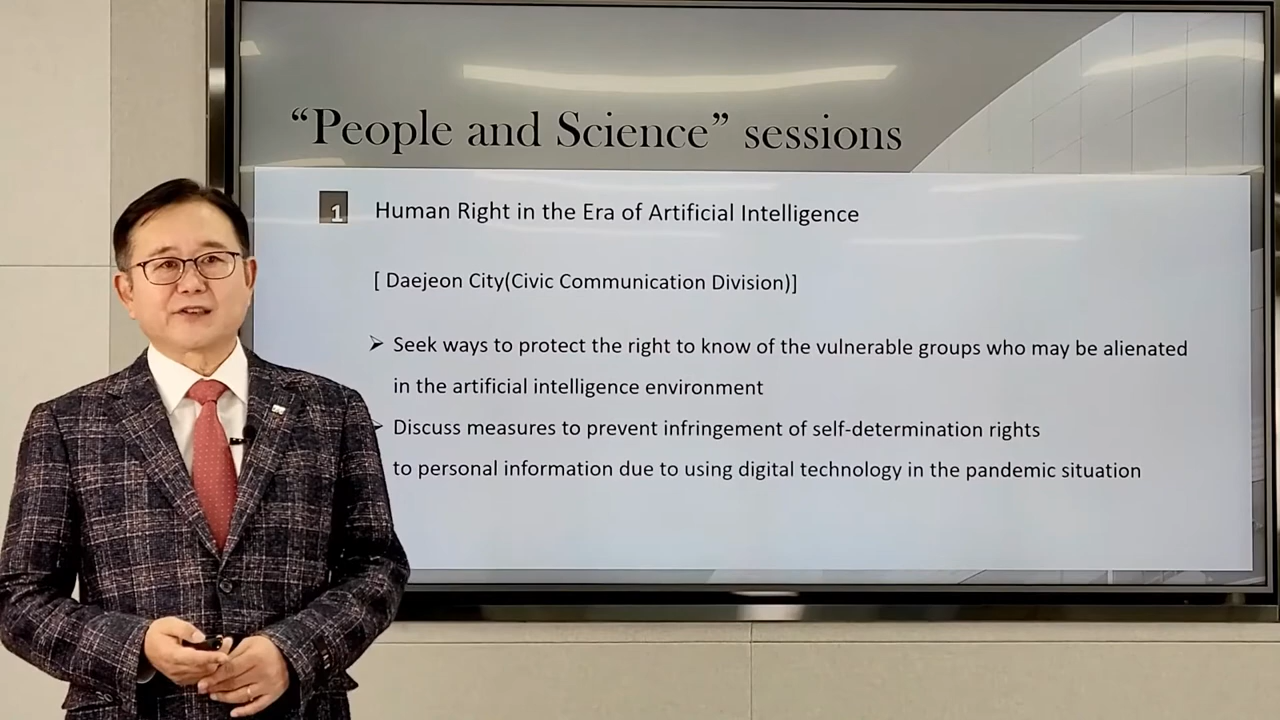 “People and Science” sessions
1 Human Right in the Era of Artificial Intelligence
[ Daejeon City(Civic Communication Division)]
➢ Seek ways to protect the right to know of the vulnerable groups who may be alienated
in the artificial intelligence environment
➢ Discuss measures to prevent infringement of self-determination rights
to personal information due to using digital technology in the pandemic situation